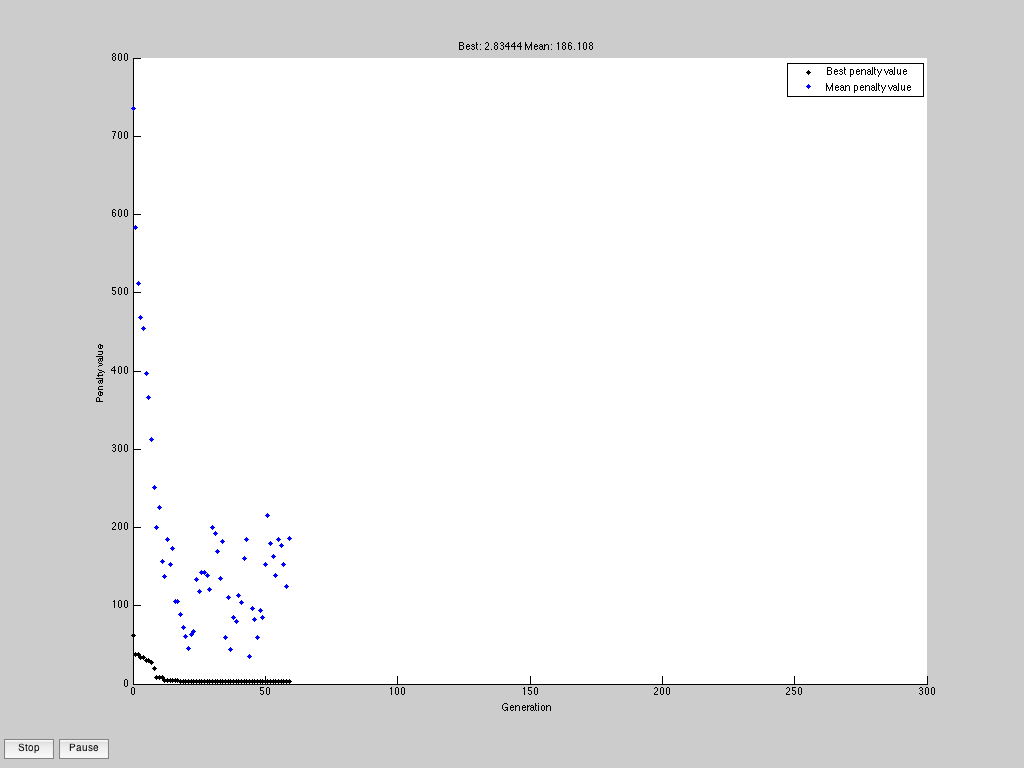 Best: 2.83444 Mean: 186.108
Best penalty value
Mean penalty value
800
700
600
500
400
300
200
100
0
Penalty value
0 50 100 150 200 250 300
Generation
Stop Pause